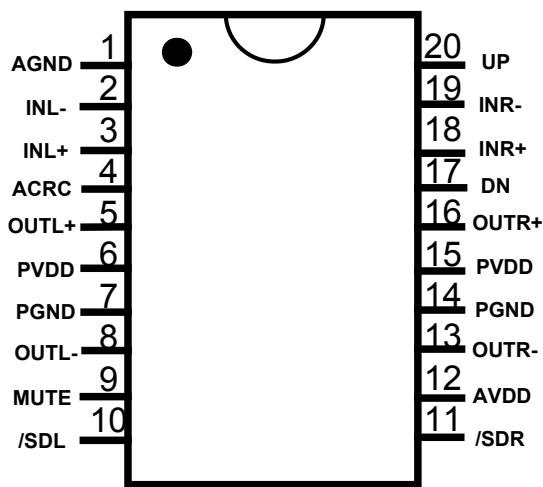 1 20
AGND UP
2 19
INL- INR-
3 18
INL+ INR+
4 17
ACRC DN
5 16
OUTL+ OUTR+
6 15
PVDD PVDD
7 14
PGND PGND
8 13
OUTL- OUTR-
9 12
MUTE AVDD
10 11
/SDL /SDR